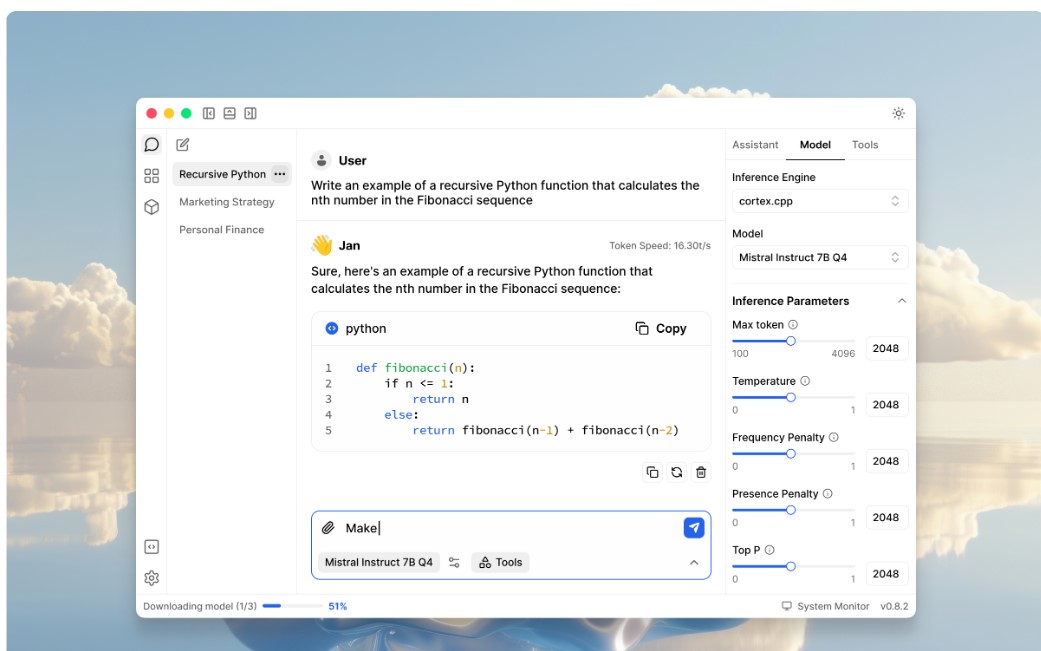 Recursive Python
Marketing Strategy
Personal Finance
User
Write an example of a recursive Python function that calculates the
nth number in the Fibonacci sequence
Jan
Token Speed: 16.30t/s
Sure, here's an example of a recursive Python function that
calculates the nth number in the Fibonacci sequence:
python
Copy
1 def fibonacci(n):
2 if n <= 1:
3 return n
4 else:
5 return fibonacci(n-1) + fibonacci(n-2)
Make
Mistral Instruct 7B Q4 Tools
Assistant Model Tools
Inference Engine
cortex.cpp
Model
Mistral Instruct 7B Q4
Inference Parameters
Max token
100 4096 2048
Temperature
0 1 2048
Frequency Penalty
0 1 2048
Presence Penalty
0 1 2048
Top P
0 1 2048
Downloading model (1/3) 51% System Monitor v0.8.2